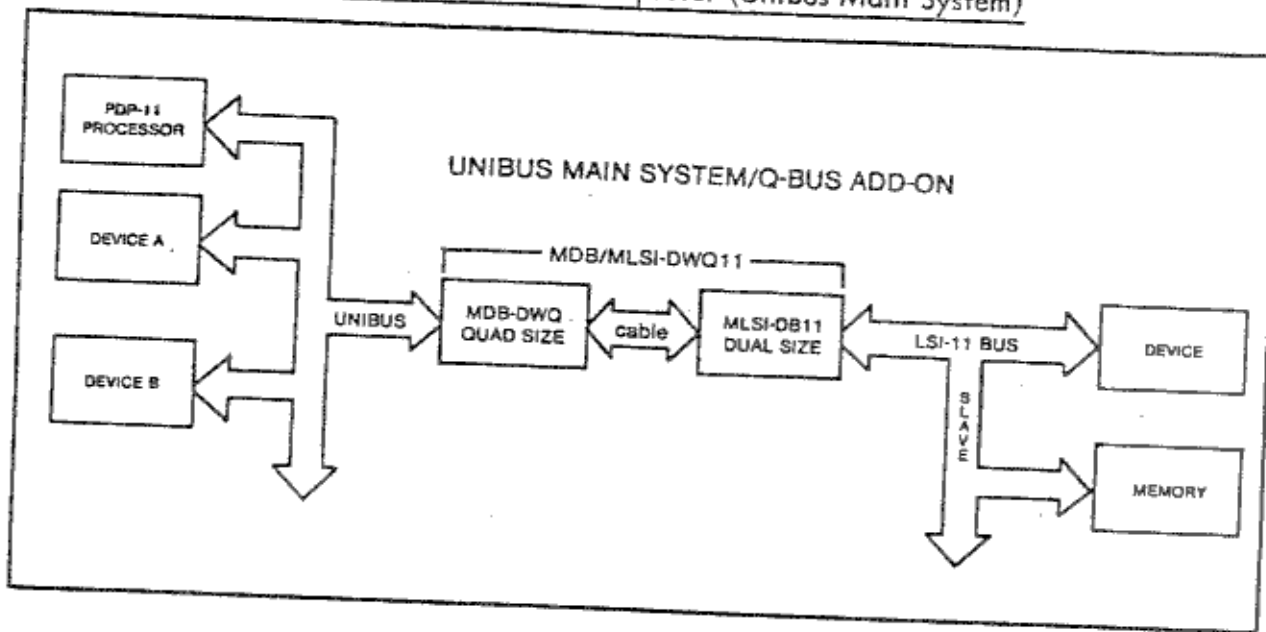 (Unibus Main System)
PDP-11
PROCESSOR
UNIBUS MAIN SYSTEM/Q-BUS ADD-ON
DEVICE A
MDB/MLSI-DWQ11
UNIBUS
MDB-DWQ
QUAD SIZE
cable
MLSI-DB11
DUAL SIZE
LSI-11 BUS
DEVICE
DEVICE B
SLAVE
MEMORY